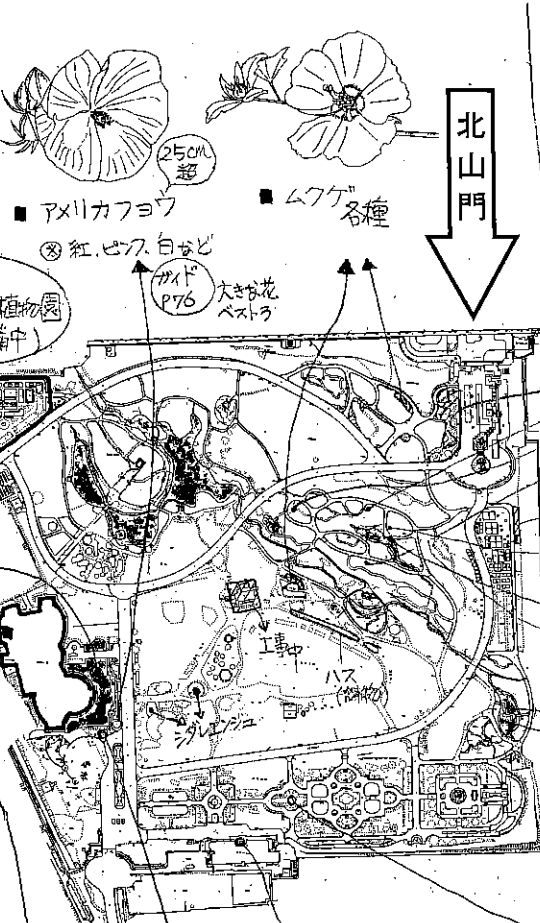 25cm
超
■ アメリカフヨウ
■ ムクゲ各種
※ 紅、ピンク、白など
ガイド
P76
大きな花
ベスト3
北山門
植物園
工事中
ハス
(鉢物)
シダレエンジュ